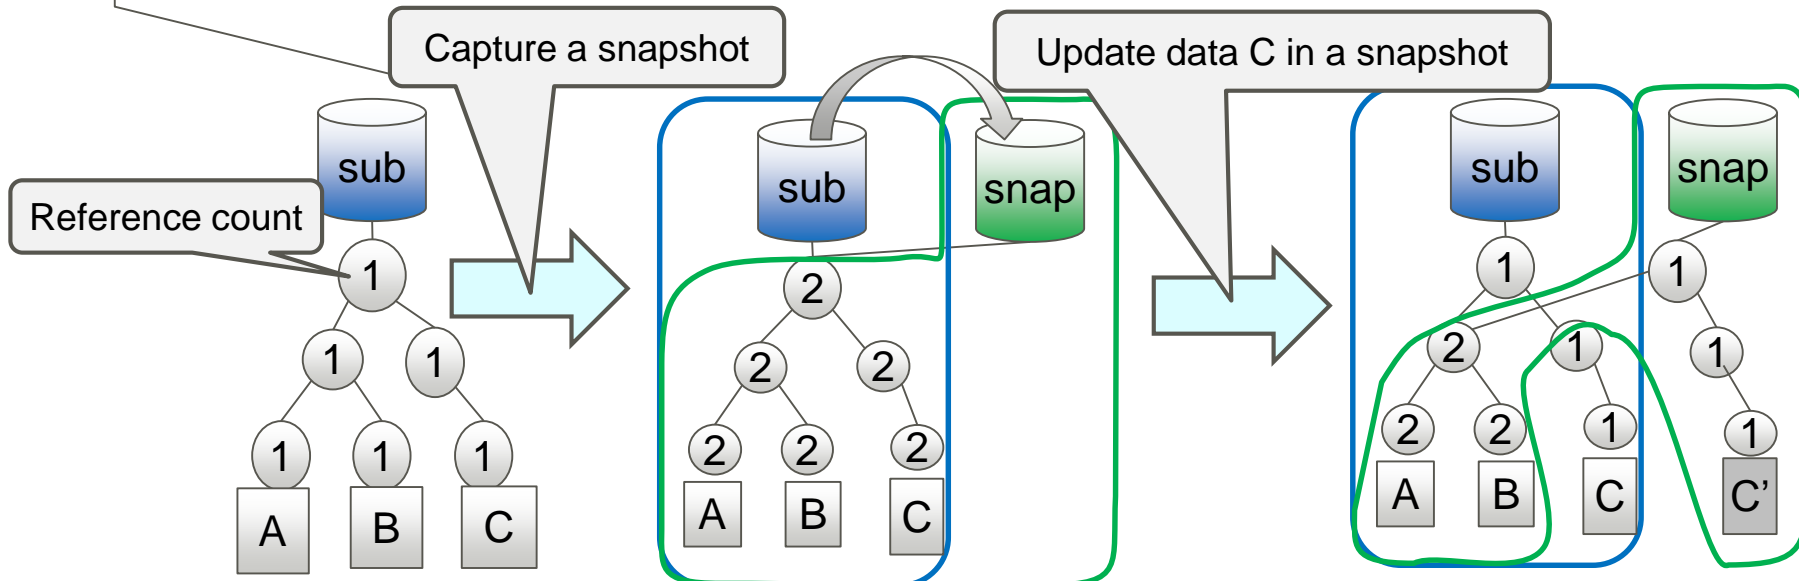 Capture a snapshot
Update data C in a snapshot
sub
sub
snap
sub
snap
Reference count
1
2
1
1
1
1
2
2
2
1
1
1
1
1
2
2
2
2
2
1
1
A
B
C
A
B
C
A
B
C
C’